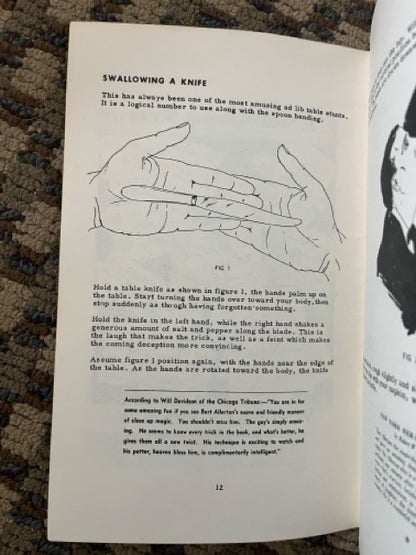 SWALLOWING A KNIFE
This has always been one of the most amusing ad lib table stunts.
It is a logical number to use along with the spoon bending.
FIG 1
Hold a table knife as shown in figure 1, the hands palm up on
the table. Start turning the hands over toward your body, then
stop suddenly as though having forgotten something.
Hold the knife in the left hand, while the right hand shakes a
generous amount of salt and pepper along the blade. This is
the laugh that makes the trick, as well as a feint which makes
the coming deception more convincing.
Assume figure 1 position again, with the hands near the edge of
the table. As the hands are rotated toward the body, the knife
According to Will Davidson of the Chicago Tribune:—"You are in for
some amazing fun if you see Bert Allerton's suave and friendly manner
of close up magic. You shouldn't miss him. The guy's simply amaz-
ing. He seems to know every trick in the book, and what's better, he
gives them all a new twist. His technique is exciting to watch and
his patter, heaven bless him, is complimentarily intelligent."
12
FIG